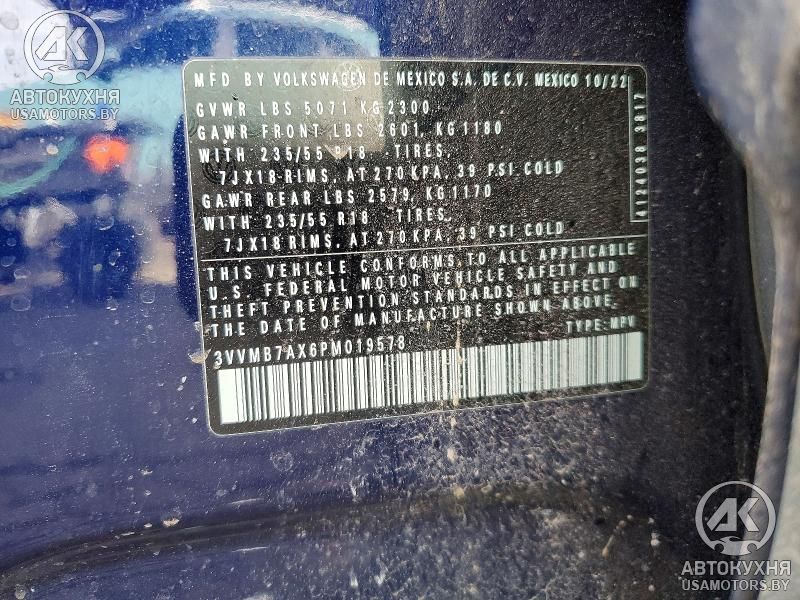 АК
АВТОКУХНЯ
USAMOTORS.BY
MFD BY VOLKSWAGEN DE MEXICO S.A. DE C.V. MEXICO 10/22
GVWR LBS 5071 KG 2300
GAWR FRONT LBS 2601, KG 1180
WITH 235/55 R18 TIRES,
7JX18 RIMS, AT 270 KPA, 39 PSI COLD
GAWR REAR LBS 2579, KG 1170
WITH 235/55 R18 TIRES,
7JX18 RIMS, AT 270 KPA, 39 PSI COLD
THIS VEHICLE CONFORMS TO ALL APPLICABLE
U.S. FEDERAL MOTOR VEHICLE SAFETY AND
THEFT PREVENTION STANDARDS IN EFFECT ON
THE DATE OF MANUFACTURE SHOWN ABOVE.
TYPE: MPV
3VVMB7AX6PM019578
4124038 3817
АК
АВТОКУХНЯ
USAMOTORS.BY